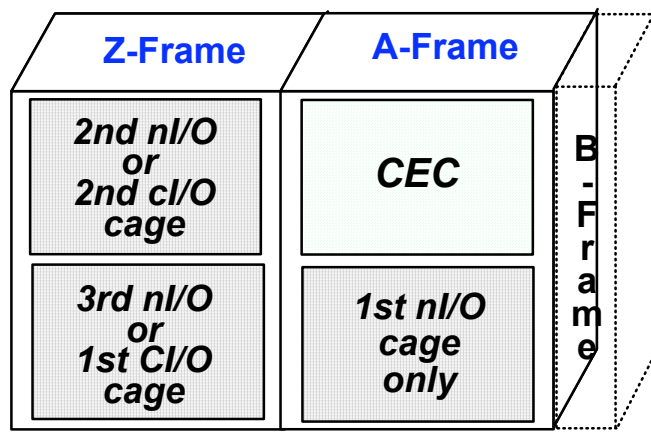 Z-Frame
A-Frame
2nd nI/O
or
2nd cI/O
cage
CEC
3rd nI/O
or
1st CI/O
cage
1st nI/O
cage
only
B-Frame